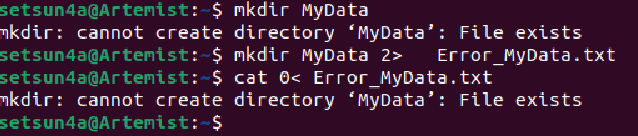 setsun4a@Artemist:~$ mkdir MyData
mkdir: cannot create directory ‘MyData’: File exists
setsun4a@Artemist:~$ mkdir MyData 2>   Error_MyData.txt
setsun4a@Artemist:~$ cat 0< Error_MyData.txt
mkdir: cannot create directory ‘MyData’: File exists
setsun4a@Artemist:~$